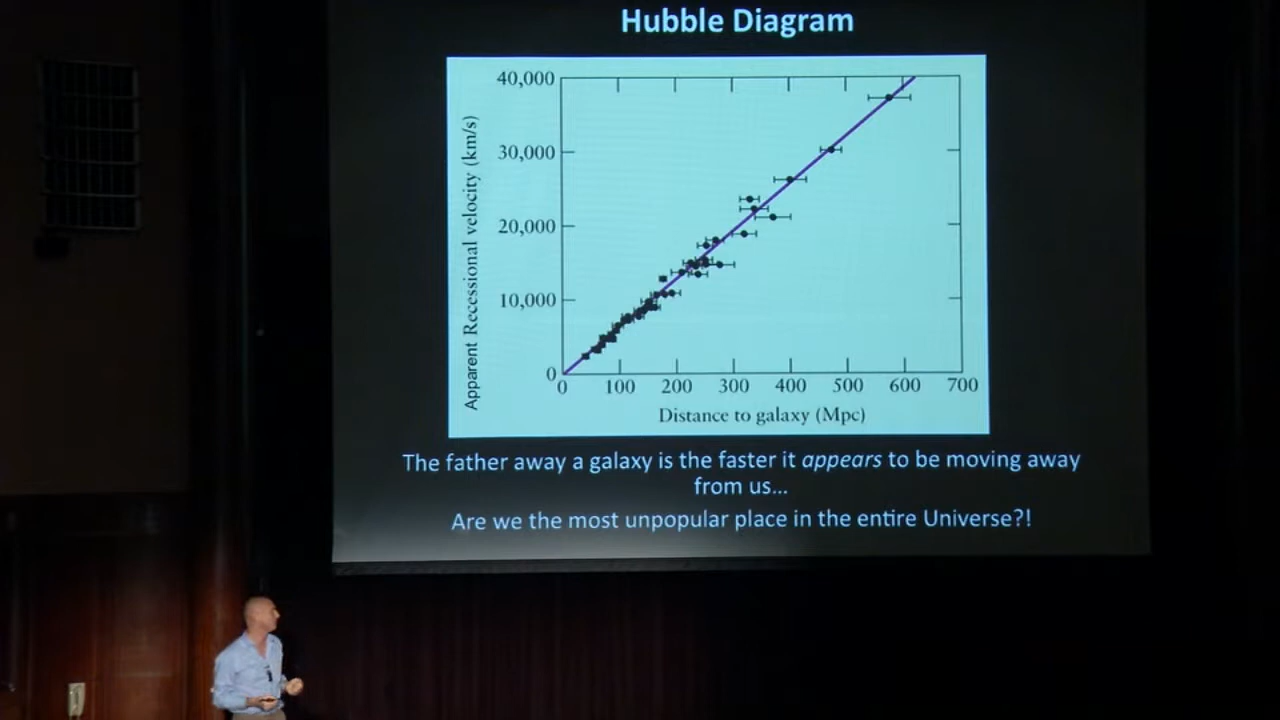 Hubble Diagram
40,000
30,000
20,000
10,000
0
Apparent Recessional velocity (km/s)
0 100 200 300 400 500 600 700
Distance to galaxy (Mpc)
The father away a galaxy is the faster it appears to be moving away
from us...
Are we the most unpopular place in the entire Universe?!